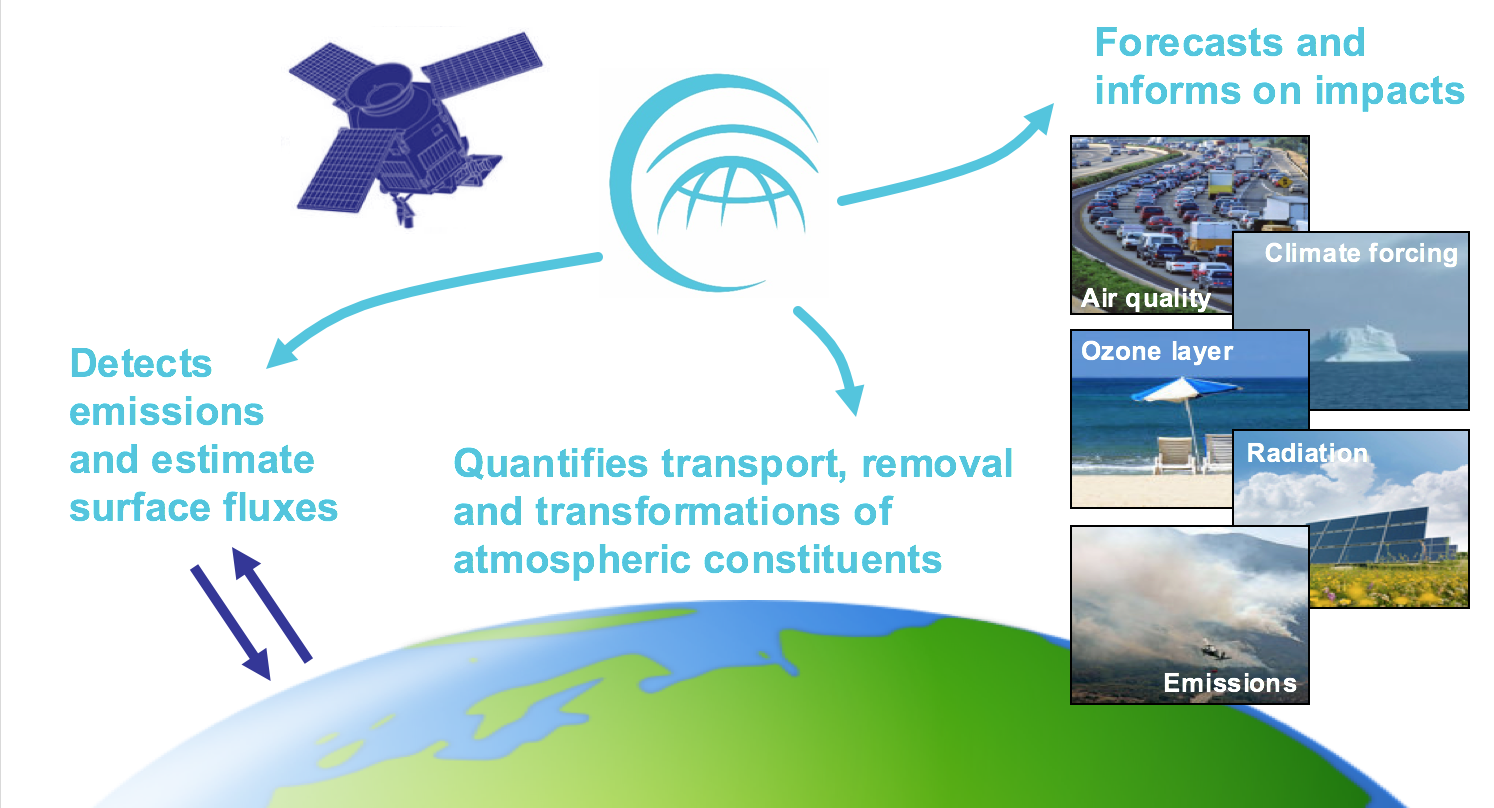 Forecasts and
informs on impacts
Air quality
Climate forcing
Ozone layer
Radiation
Emissions
Detects
emissions
and estimate
surface fluxes
Quantifies transport, removal
and transformations of
atmospheric constituents